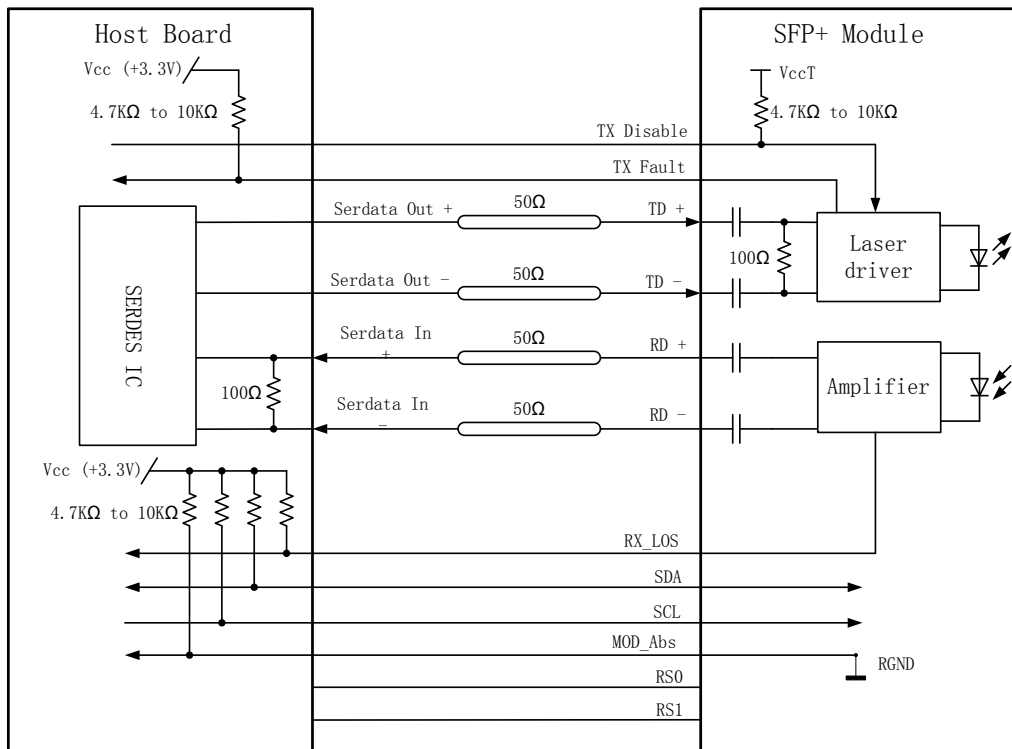 Host Board
SFP+ Module
Vcc (+3.3V)
VccT
4.7KΩ to 10KΩ
4.7KΩ to 10KΩ
TX Disable
TX Fault
Serdata Out +
50Ω
TD +
100Ω
Laser
driver
Serdata Out −
50Ω
TD −
SERDES IC
Serdata In
+
50Ω
RD +
100Ω
Amplifier
Serdata In
−
50Ω
RD −
Vcc (+3.3V)
4.7KΩ to 10KΩ
RX_LOS
SDA
SCL
MOD_Abs
RGND
RS0
RS1